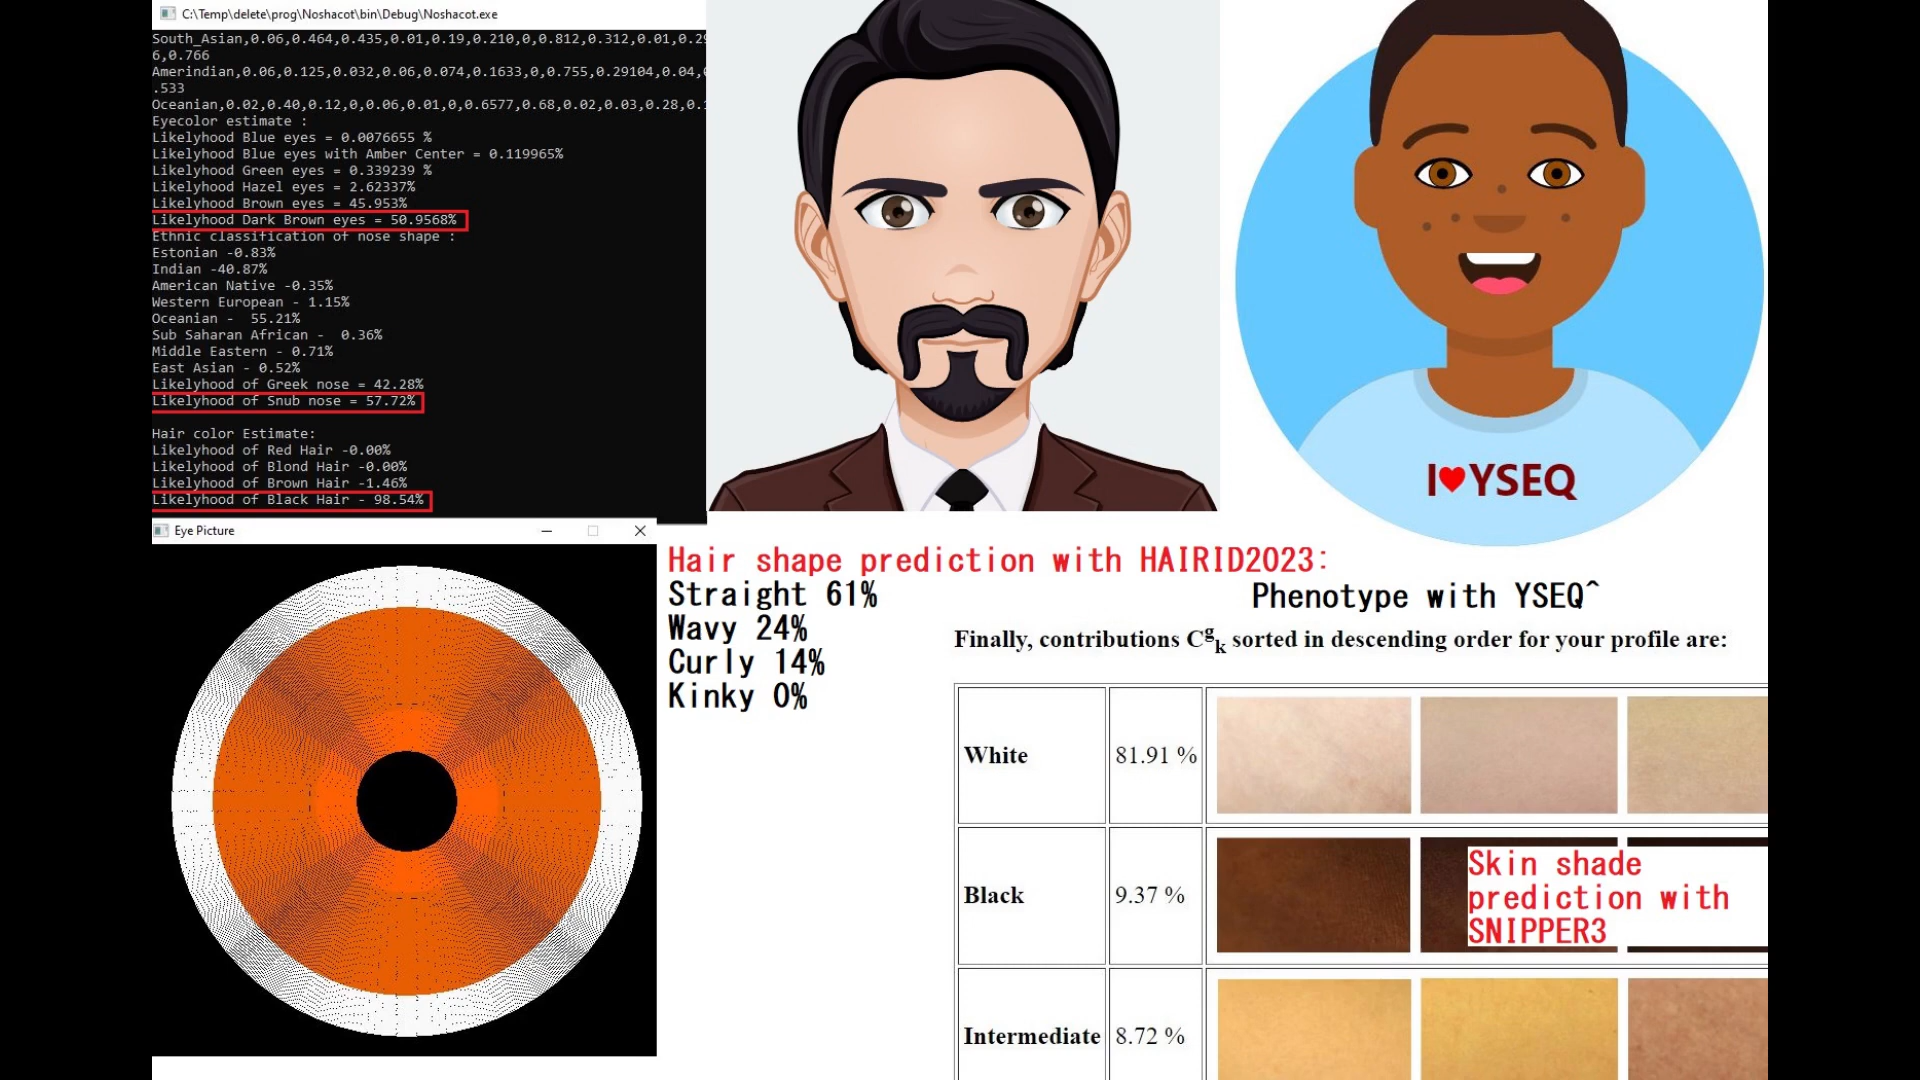 C:\Temp\delete\prog\Noshacot\bin\Debug\Noshacot.exe
South_Asian,0.06,0.464,0.435,0.01,0.19,0.210,0,0.812,0.312,0.01,0.29
6,0.766
Amerindian,0.06,0.125,0.032,0.06,0.074,0.1633,0,0.755,0.29104,0.04,0
.533
Oceanian,0.02,0.40,0.12,0,0.06,0.01,0,0.6577,0.68,0.02,0.03,0.28,0.1
Eyecolor estimate :
Likelyhood Blue eyes = 0.0076655 %
Likelyhood Blue eyes with Amber Center = 0.119965%
Likelyhood Green eyes = 0.339239 %
Likelyhood Hazel eyes = 2.62337%
Likelyhood Brown eyes = 45.953%
Likelyhood Dark Brown eyes = 50.9568%
Ethnic classification of nose shape :
Estonian -0.83%
Indian -40.87%
American Native -0.35%
Western European - 1.15%
Oceanian -  55.21%
Sub Saharan African -  0.36%
Middle Eastern - 0.71%
East Asian - 0.52%
Likelyhood of Greek nose = 42.28%
Likelyhood of Snub nose = 57.72%
Hair color Estimate:
Likelyhood of Red Hair -0.00%
Likelyhood of Blond Hair -0.00%
Likelyhood of Brown Hair -1.46%
Likelyhood of Black Hair - 98.54%
I♥YSEQ
Eye Picture
Hair shape prediction with HAIRID2023:
Straight 61%
Wavy 24%
Curly 14%
Kinky 0%
Phenotype with YSEQ^
Finally, contributions C^g_k sorted in descending order for your profile are:
White 81.91 %
Black 9.37 %
Skin shade
prediction with
SNIPPER3
Intermediate 8.72 %